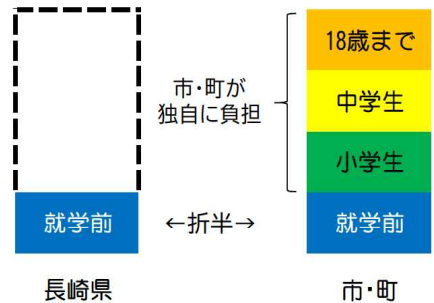 18歳まで
市・町が
独自に負担
中学生
小学生
就学前
←折半→
就学前
長崎県
市・町